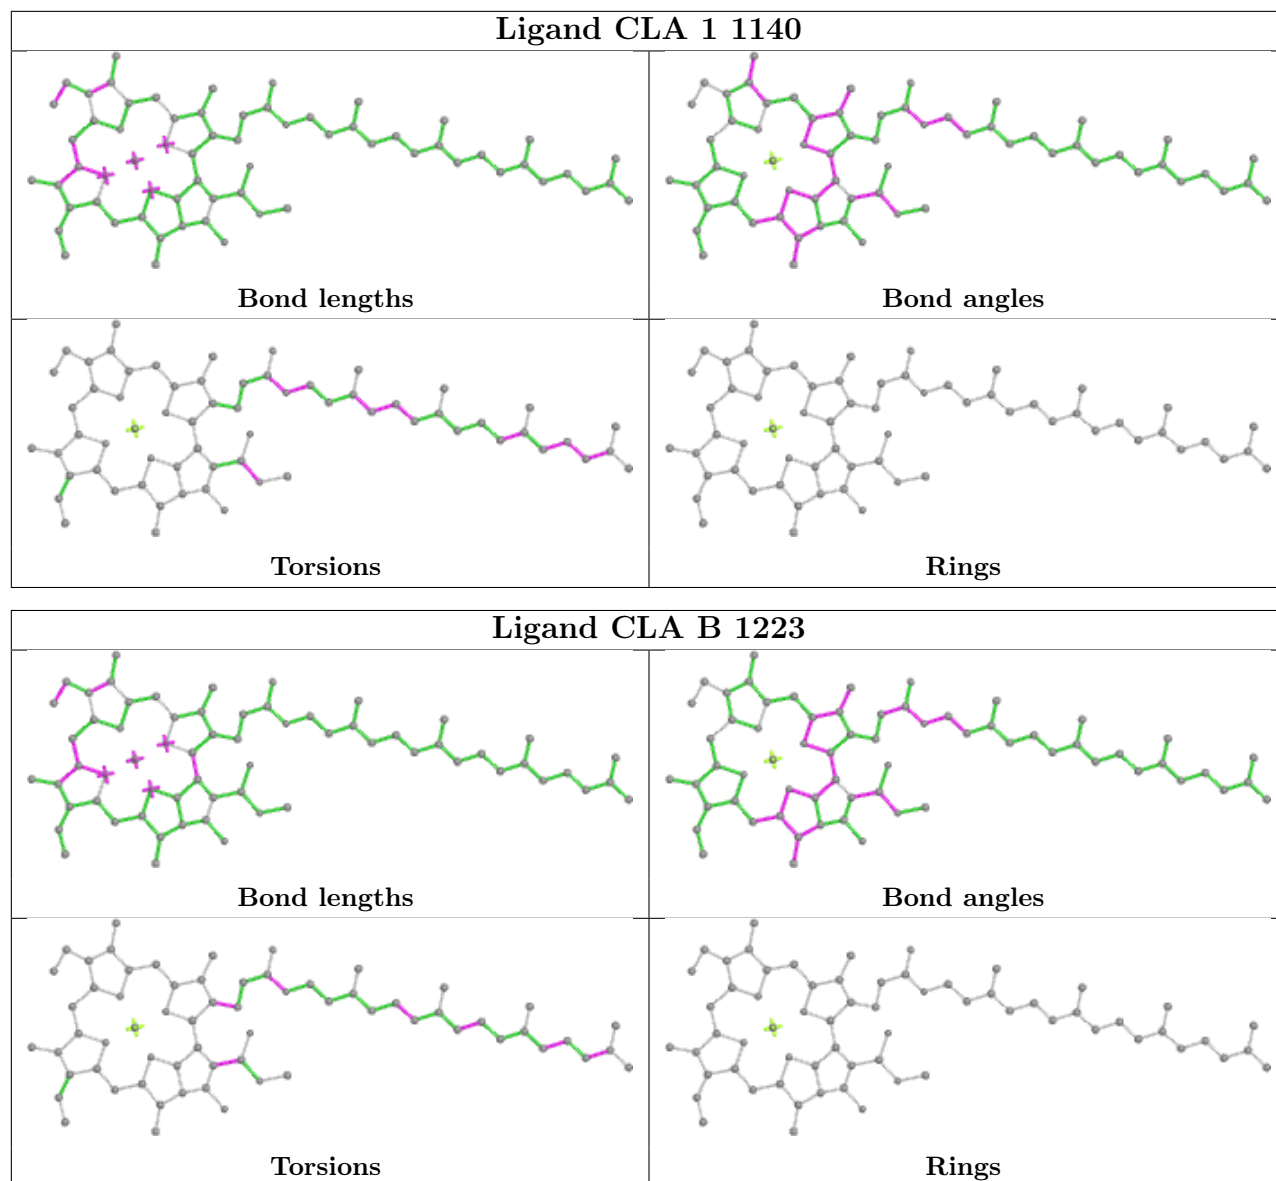 Ligand CLA 1 1140
Bond lengths
Bond angles
Torsions
Rings
Ligand CLA B 1223
Bond lengths
Bond angles
Torsions
Rings